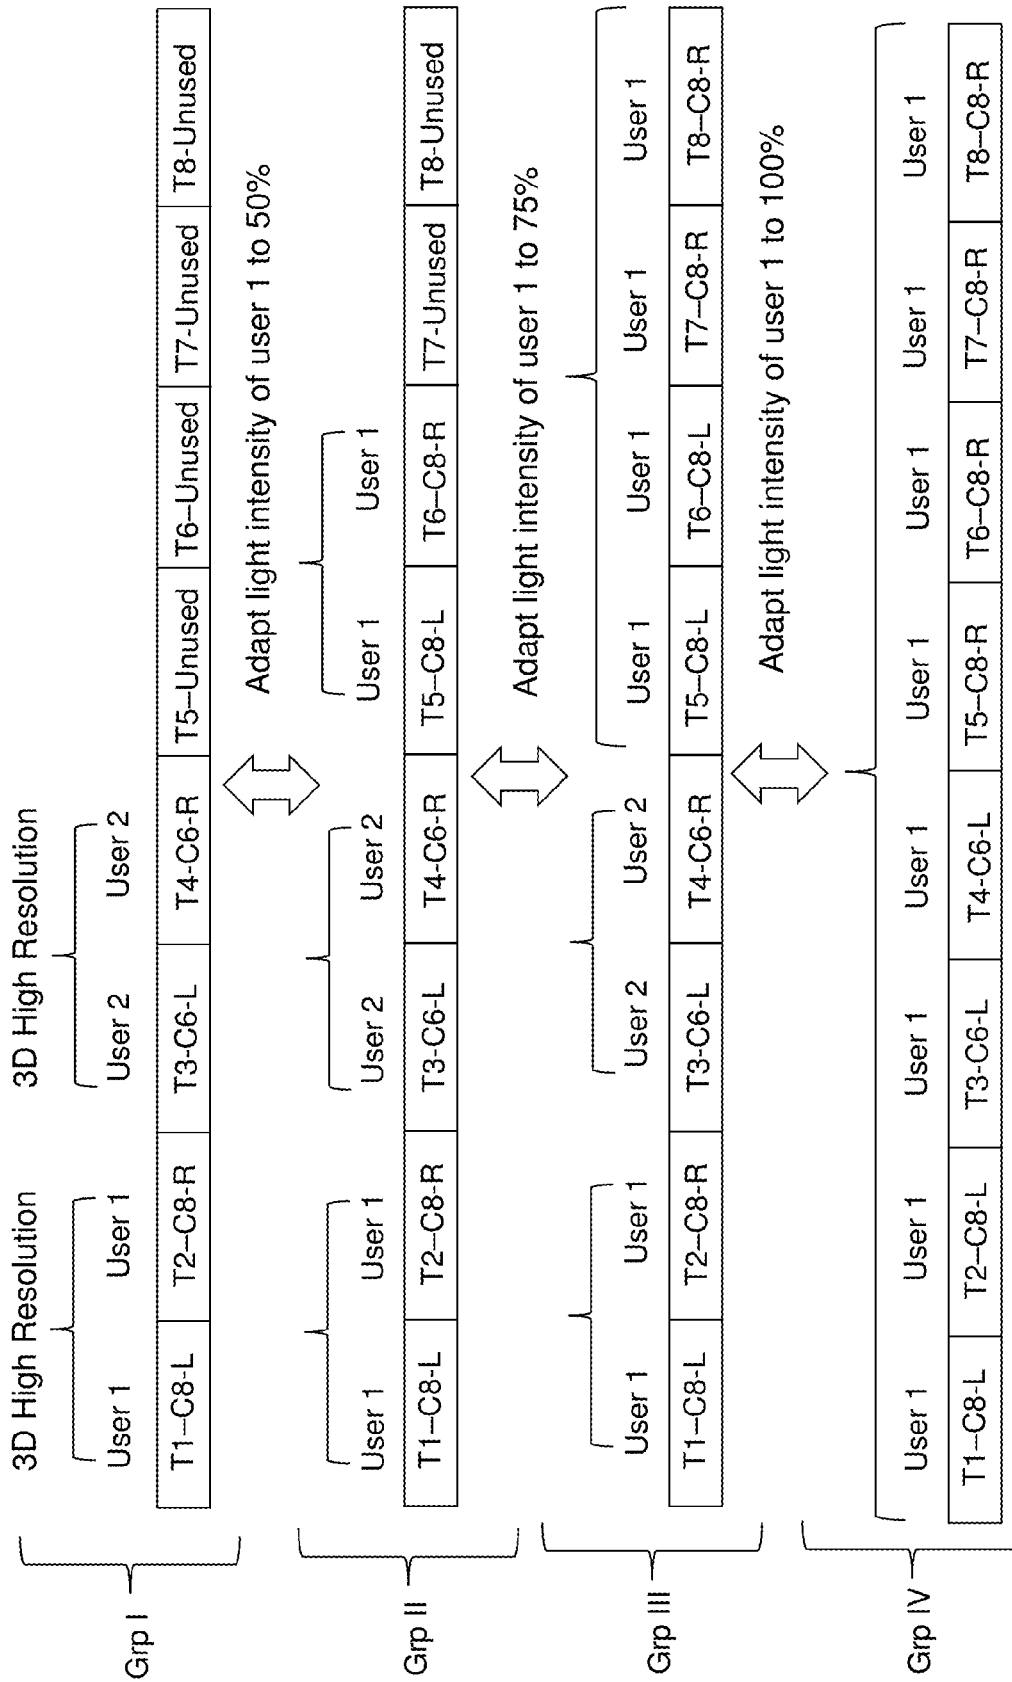 3D High Resolution 3D High Resolution
User 1 User 1 User 2 User 2
Grp I
T1–C8-L T2–C8-R T3-C6-L T4-C6-R T5–Unused T6–Unused T7-Unused T8-Unused
Adapt light intensity of user 1 to 50%
User 1 User 1 User 2 User 2 User 1 User 1
Grp II
T1–C8-L T2–C8-R T3-C6-L T4-C6-R T5–C8-L T6–C8-R T7-Unused T8-Unused
Adapt light intensity of user 1 to 75%
User 1 User 1 User 2 User 2 User 1 User 1 User 1 User 1
Grp III
T1–C8-L T2–C8-R T3-C6-L T4-C6-R T5–C8-L T6–C8-L T7–C8-R T8–C8-R
Adapt light intensity of user 1 to 100%
User 1 User 1 User 1 User 1 User 1 User 1 User 1 User 1
Grp IV
T1–C8-L T2–C8-L T3-C6-L T4-C6-L T5–C8-R T6–C8-R T7–C8-R T8–C8-R